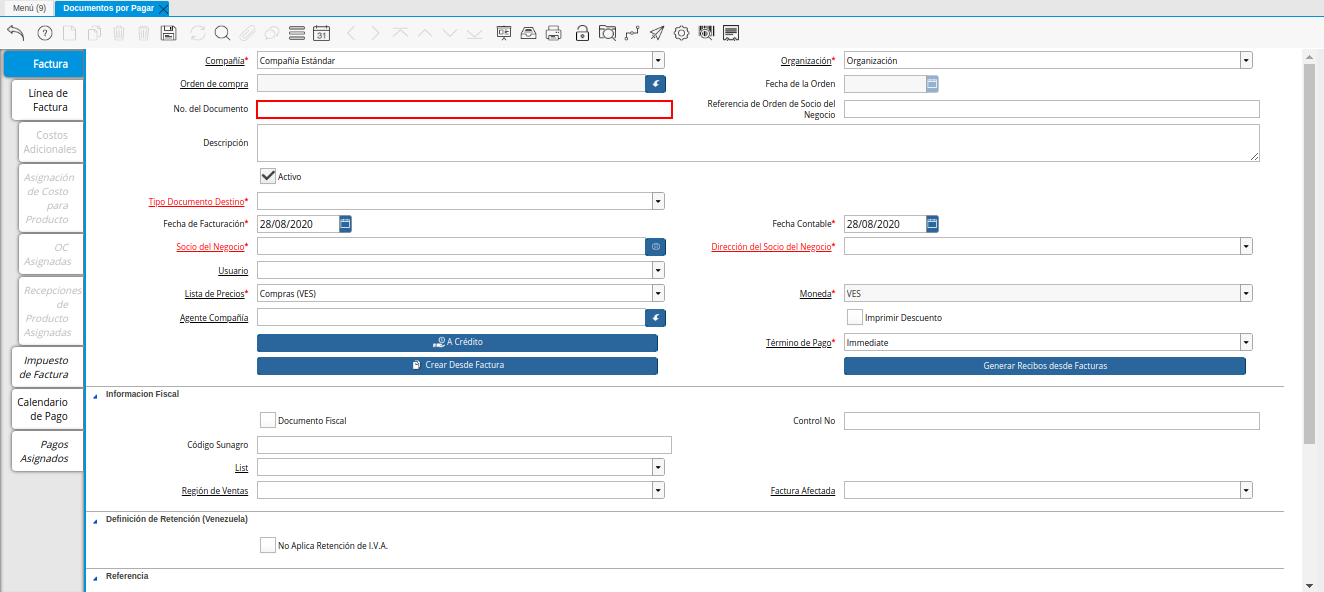 Menú (9)
Documentos por Pagar
31
Factura
Línea de
Factura
Costos
Adicionales
Asignación
de Costo
para
Producto
OC
Asignadas
Recepciones
de
Producto
Asignadas
Impuesto
de Factura
Calendario
de Pago
Pagos
Asignados
Compañía* Compañía Estándar Organización* Organización
Orden de compra Fecha de la Orden
No. del Documento Referencia de Orden de Socio del
Negocio
Descripción
Activo
Tipo Documento Destino*
Fecha de Facturación* 28/08/2020 Fecha Contable* 28/08/2020
Socio del Negocio* Dirección del Socio del Negocio*
Usuario
Lista de Precios* Compras (VES) Moneda* VES
Agente Compañía Imprimir Descuento
A Crédito Término de Pago* Immediate
Crear Desde Factura Generar Recibos desde Facturas
Informacion Fiscal
Documento Fiscal Control No
Código Sunagro
List
Región de Ventas Factura Afectada
Definición de Retención (Venezuela)
No Aplica Retención de I.V.A.
Referencia